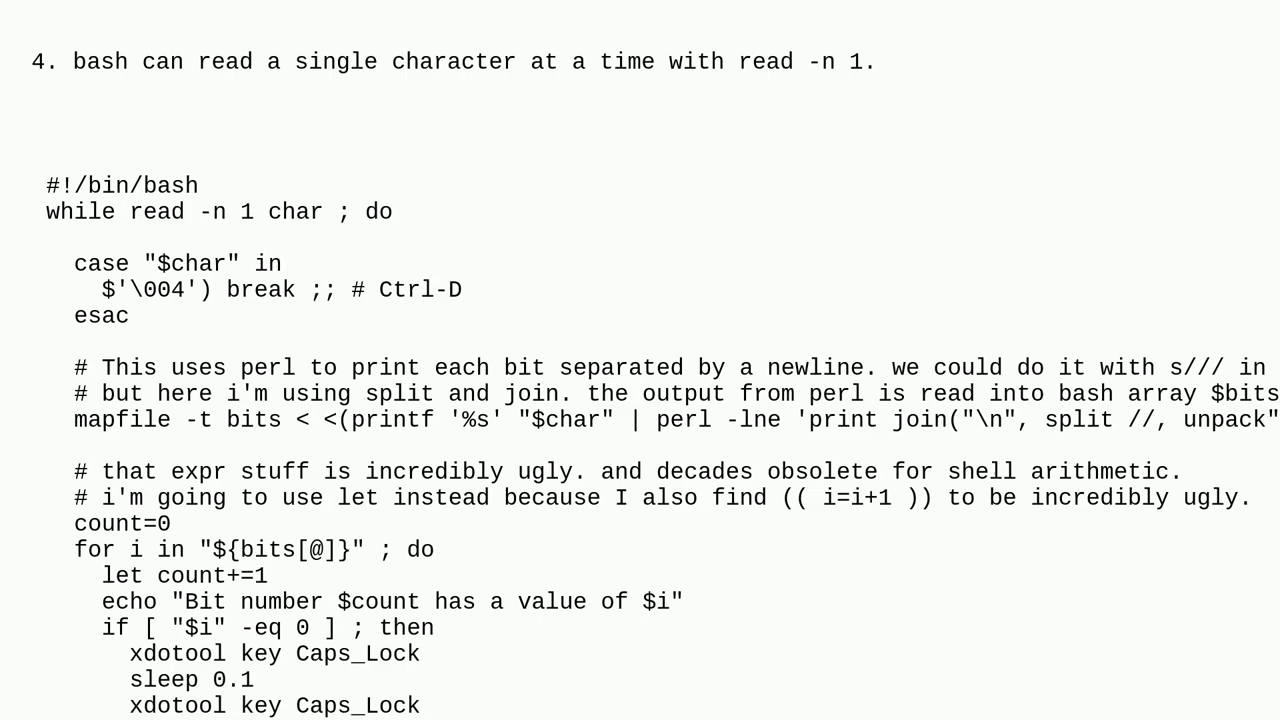 4. bash can read a single character at a time with read -n 1.
#!/bin/bash
while read -n 1 char ; do
case "$char" in
$'\004') break ;; # Ctrl-D
esac
# This uses perl to print each bit separated by a newline. we could do it with s/// in
# but here i'm using split and join. the output from perl is read into bash array $bits
mapfile -t bits < <(printf '%s' "$char" | perl -lne 'print join("\n", split //, unpack"
# that expr stuff is incredibly ugly. and decades obsolete for shell arithmetic.
# i'm going to use let instead because I also find (( i=i+1 )) to be incredibly ugly.
count=0
for i in "${bits[@]}" ; do
let count+=1
echo "Bit number $count has a value of $i"
if [ "$i" -eq 0 ] ; then
xdotool key Caps_Lock
sleep 0.1
xdotool key Caps_Lock